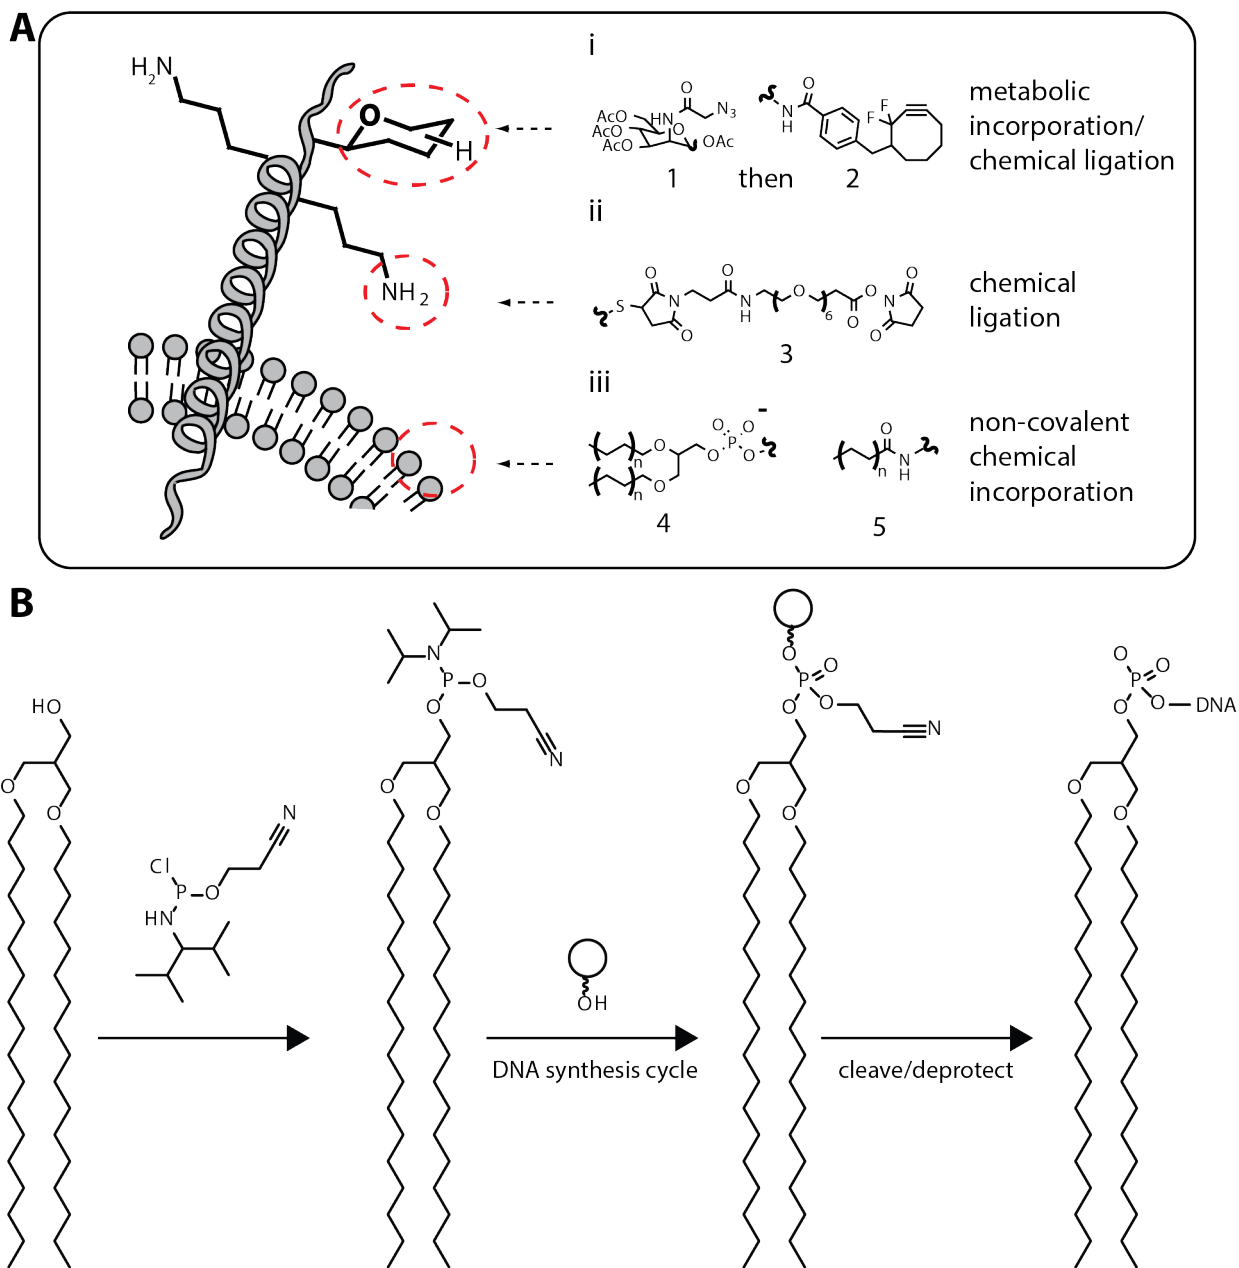 A
H2N
O
H
NH2
i
AcO
AcO
AcO
HN
O
N3
O
OAc
1
then
N
H
O
F
F
2
metabolic
incorporation/
chemical ligation
ii
S
O
N
O
O
N
H
O
6
O
O
O
N
O
O
3
chemical
ligation
iii
n
O
n
O
O
P
O
O
-
4
n
O
N
H
5
non-covalent
chemical
incorporation
B
HO
O
O
Cl
P
O
N
HN
N
P
O
O
N
O
O
OH
DNA synthesis cycle
O
P
O
O
O
N
O
O
cleave/deprotect
O
O
P
O
O
DNA
O
O